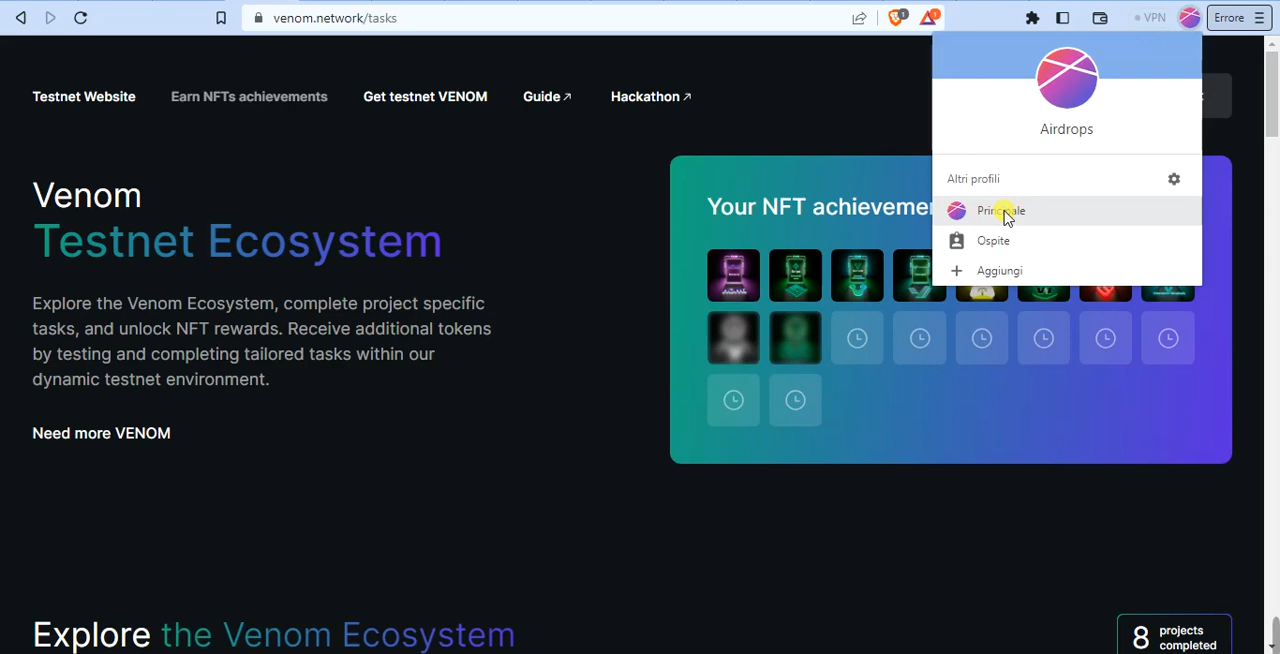 venom.network/tasks
1
1
VPN
Errore
Testnet Website
Earn NFTs achievements
Get testnet VENOM
Guide↗
Hackathon↗
Airdrops
Altri profili
Principale
Ospite
Aggiungi
Venom
Testnet Ecosystem
Explore the Venom Ecosystem, complete project specific
tasks, and unlock NFT rewards. Receive additional tokens
by testing and completing tailored tasks within our
dynamic testnet environment.
Need more VENOM
Your NFT achieveme
Explore the Venom Ecosystem
8 projects
completed